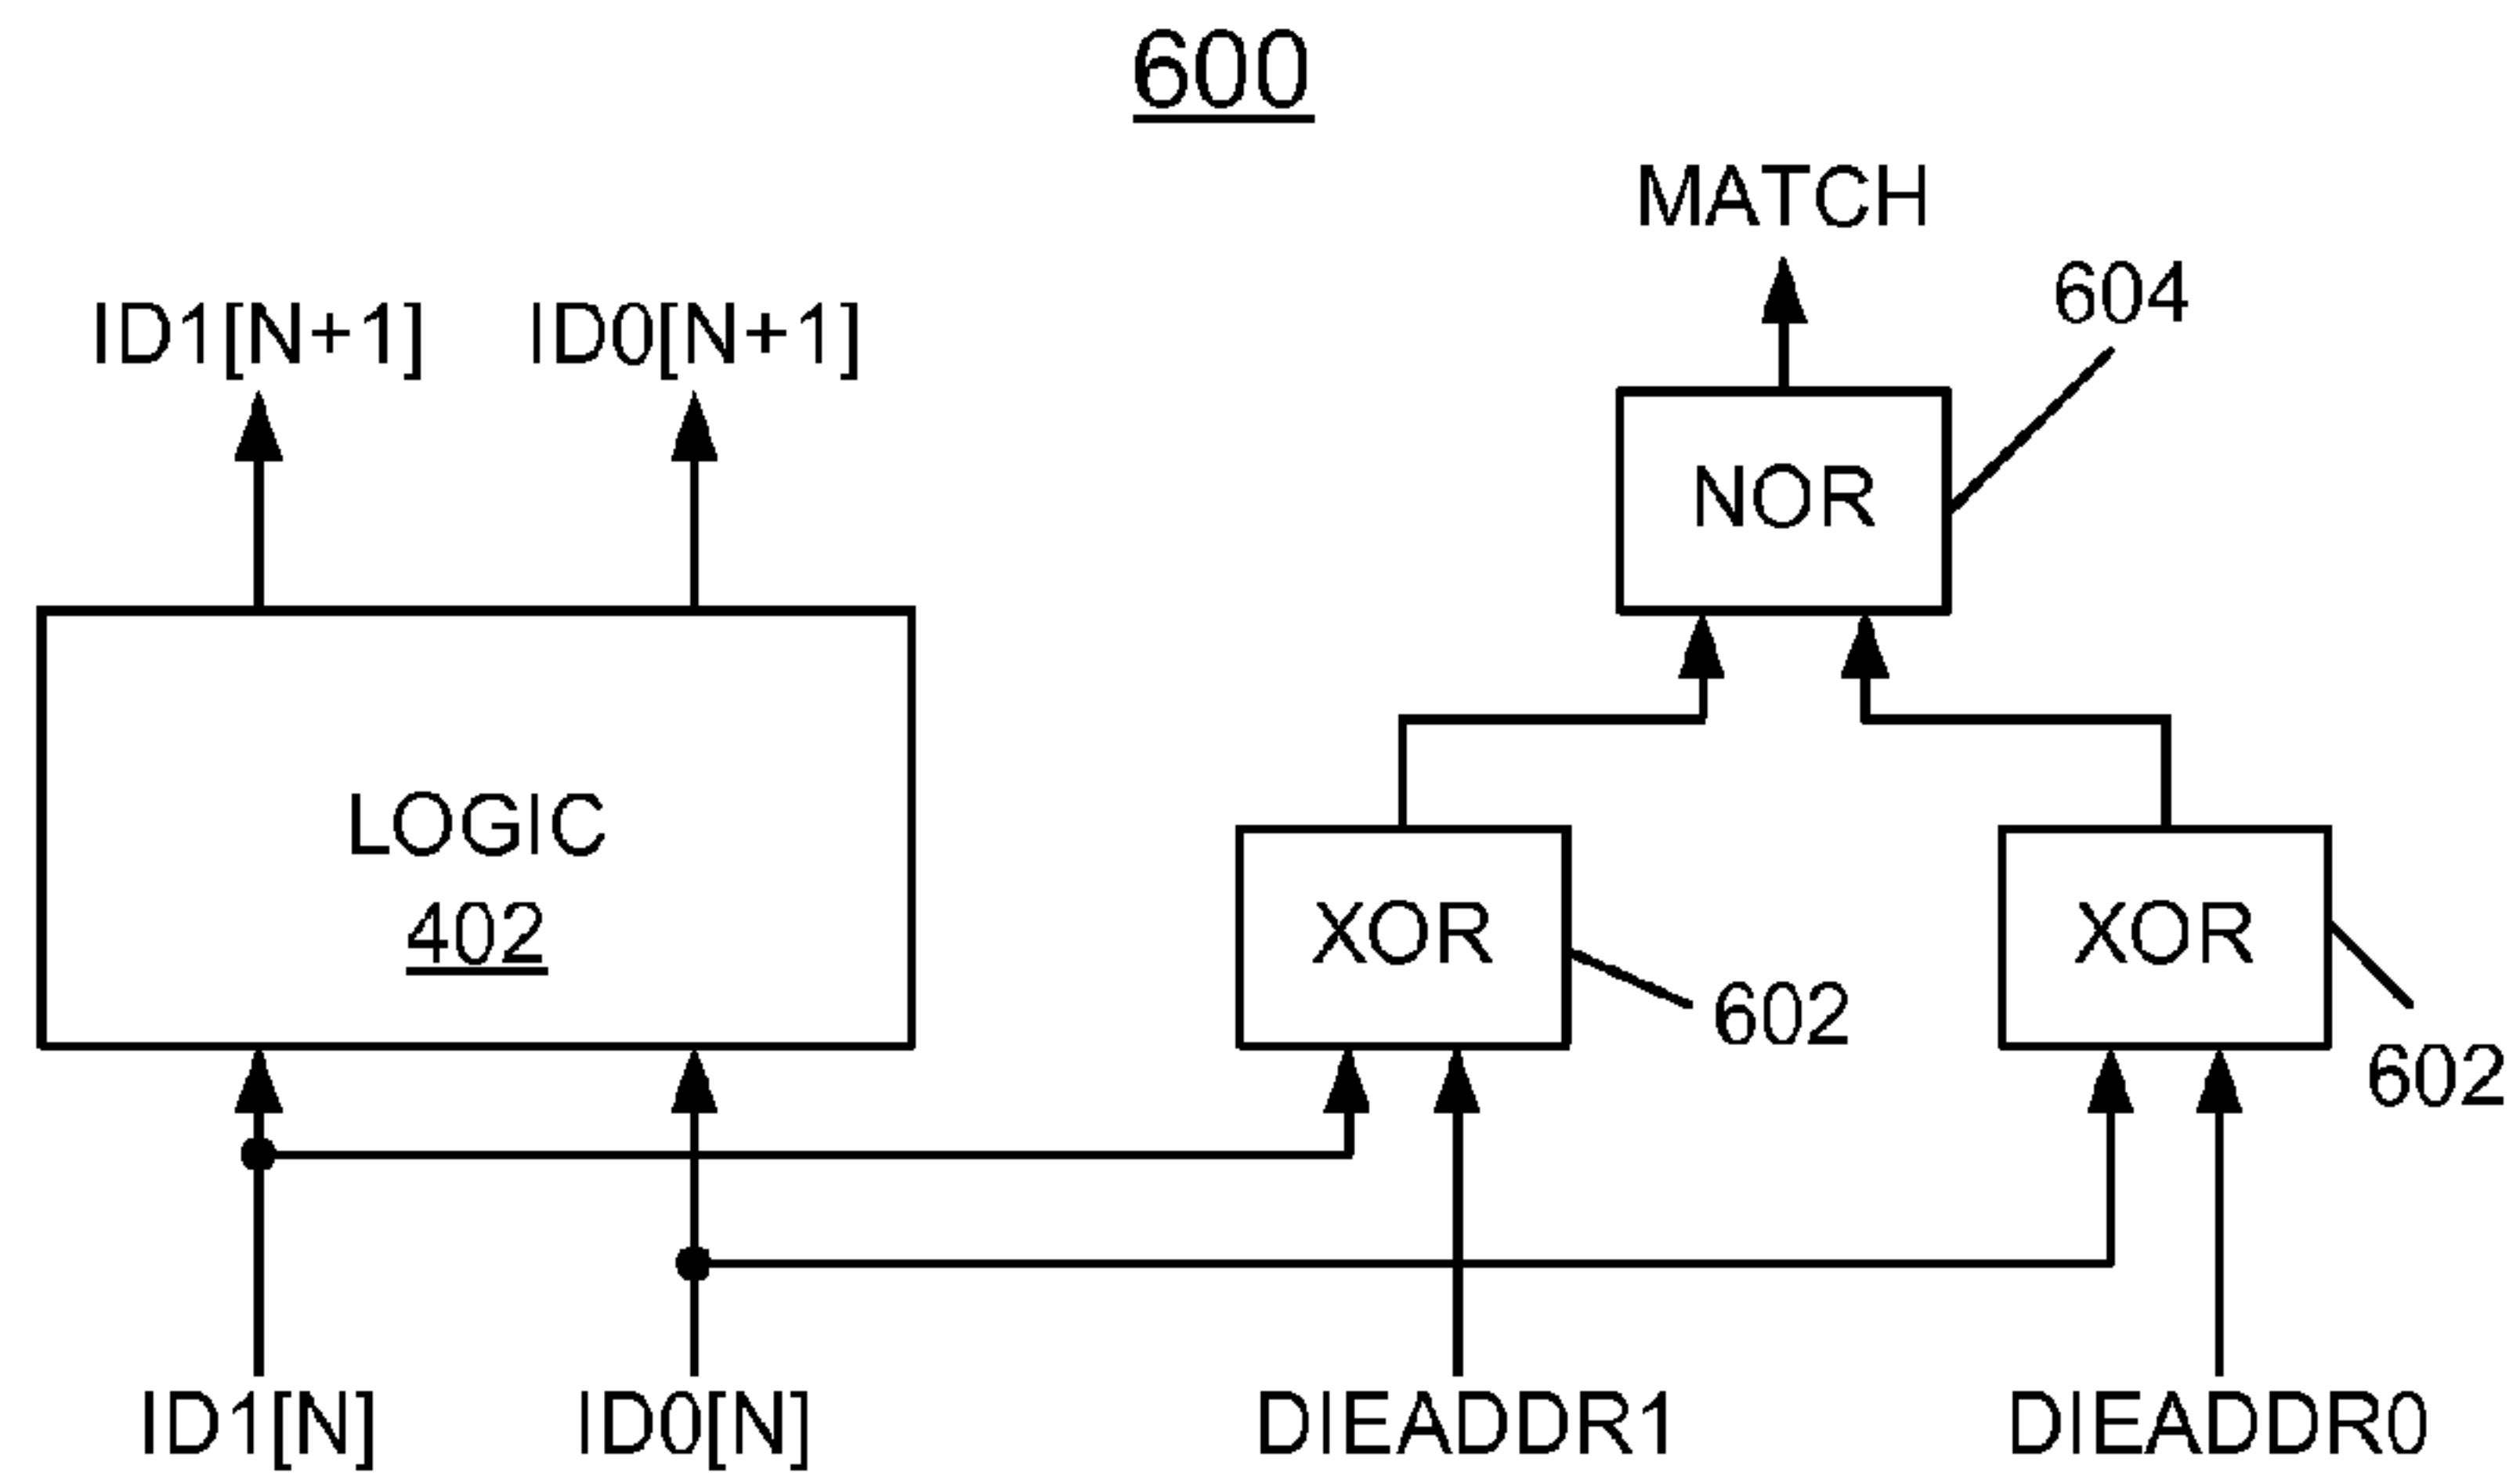 600
MATCH
604
ID1[N+1] ID0[N+1]
NOR
LOGIC
402
XOR XOR
602
602
ID1[N] ID0[N] DIEADDR1 DIEADDR0